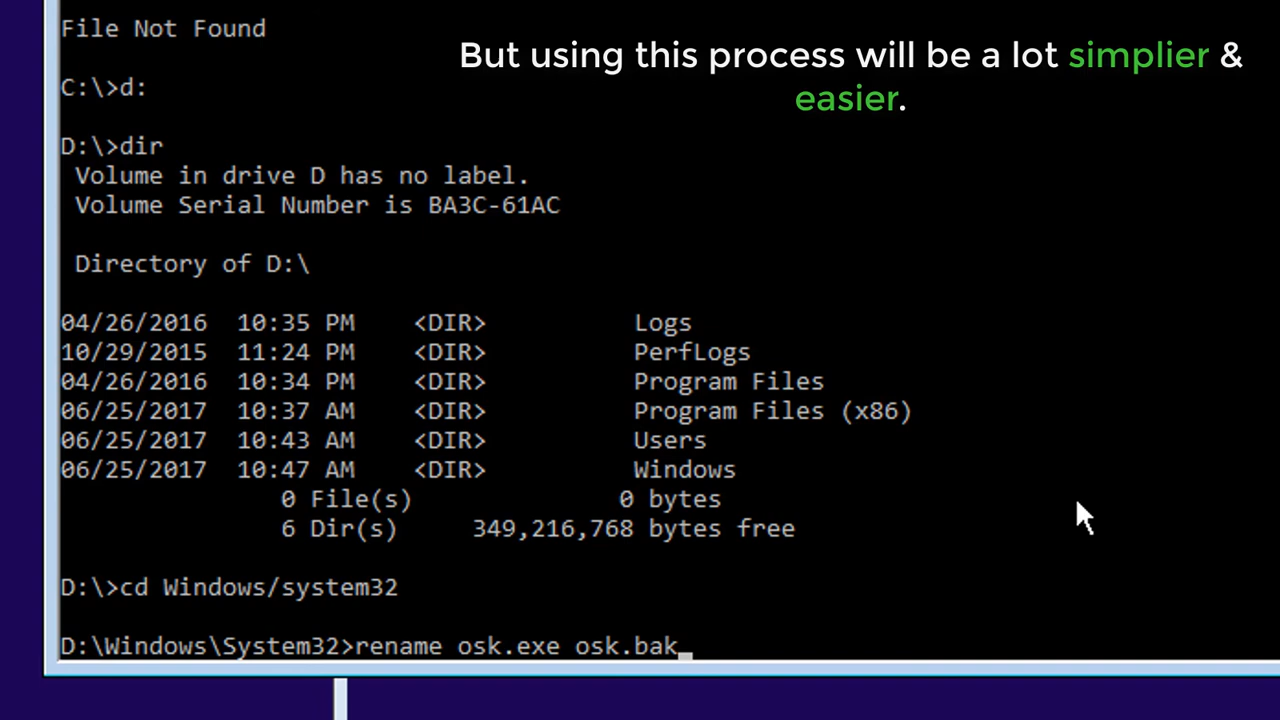 File Not Found
But using this process will be a lot simplier &
easier.
C:\>d:
D:\>dir
Volume in drive D has no label.
Volume Serial Number is BA3C-61AC
Directory of D:\
04/26/2016 10:35 PM <DIR> Logs
10/29/2015 11:24 PM <DIR> PerfLogs
04/26/2016 10:34 PM <DIR> Program Files
06/25/2017 10:37 AM <DIR> Program Files (x86)
06/25/2017 10:43 AM <DIR> Users
06/25/2017 10:47 AM <DIR> Windows
0 File(s) 0 bytes
6 Dir(s) 349,216,768 bytes free
D:\>cd Windows/system32
D:\Windows\System32>rename osk.exe osk.bak_